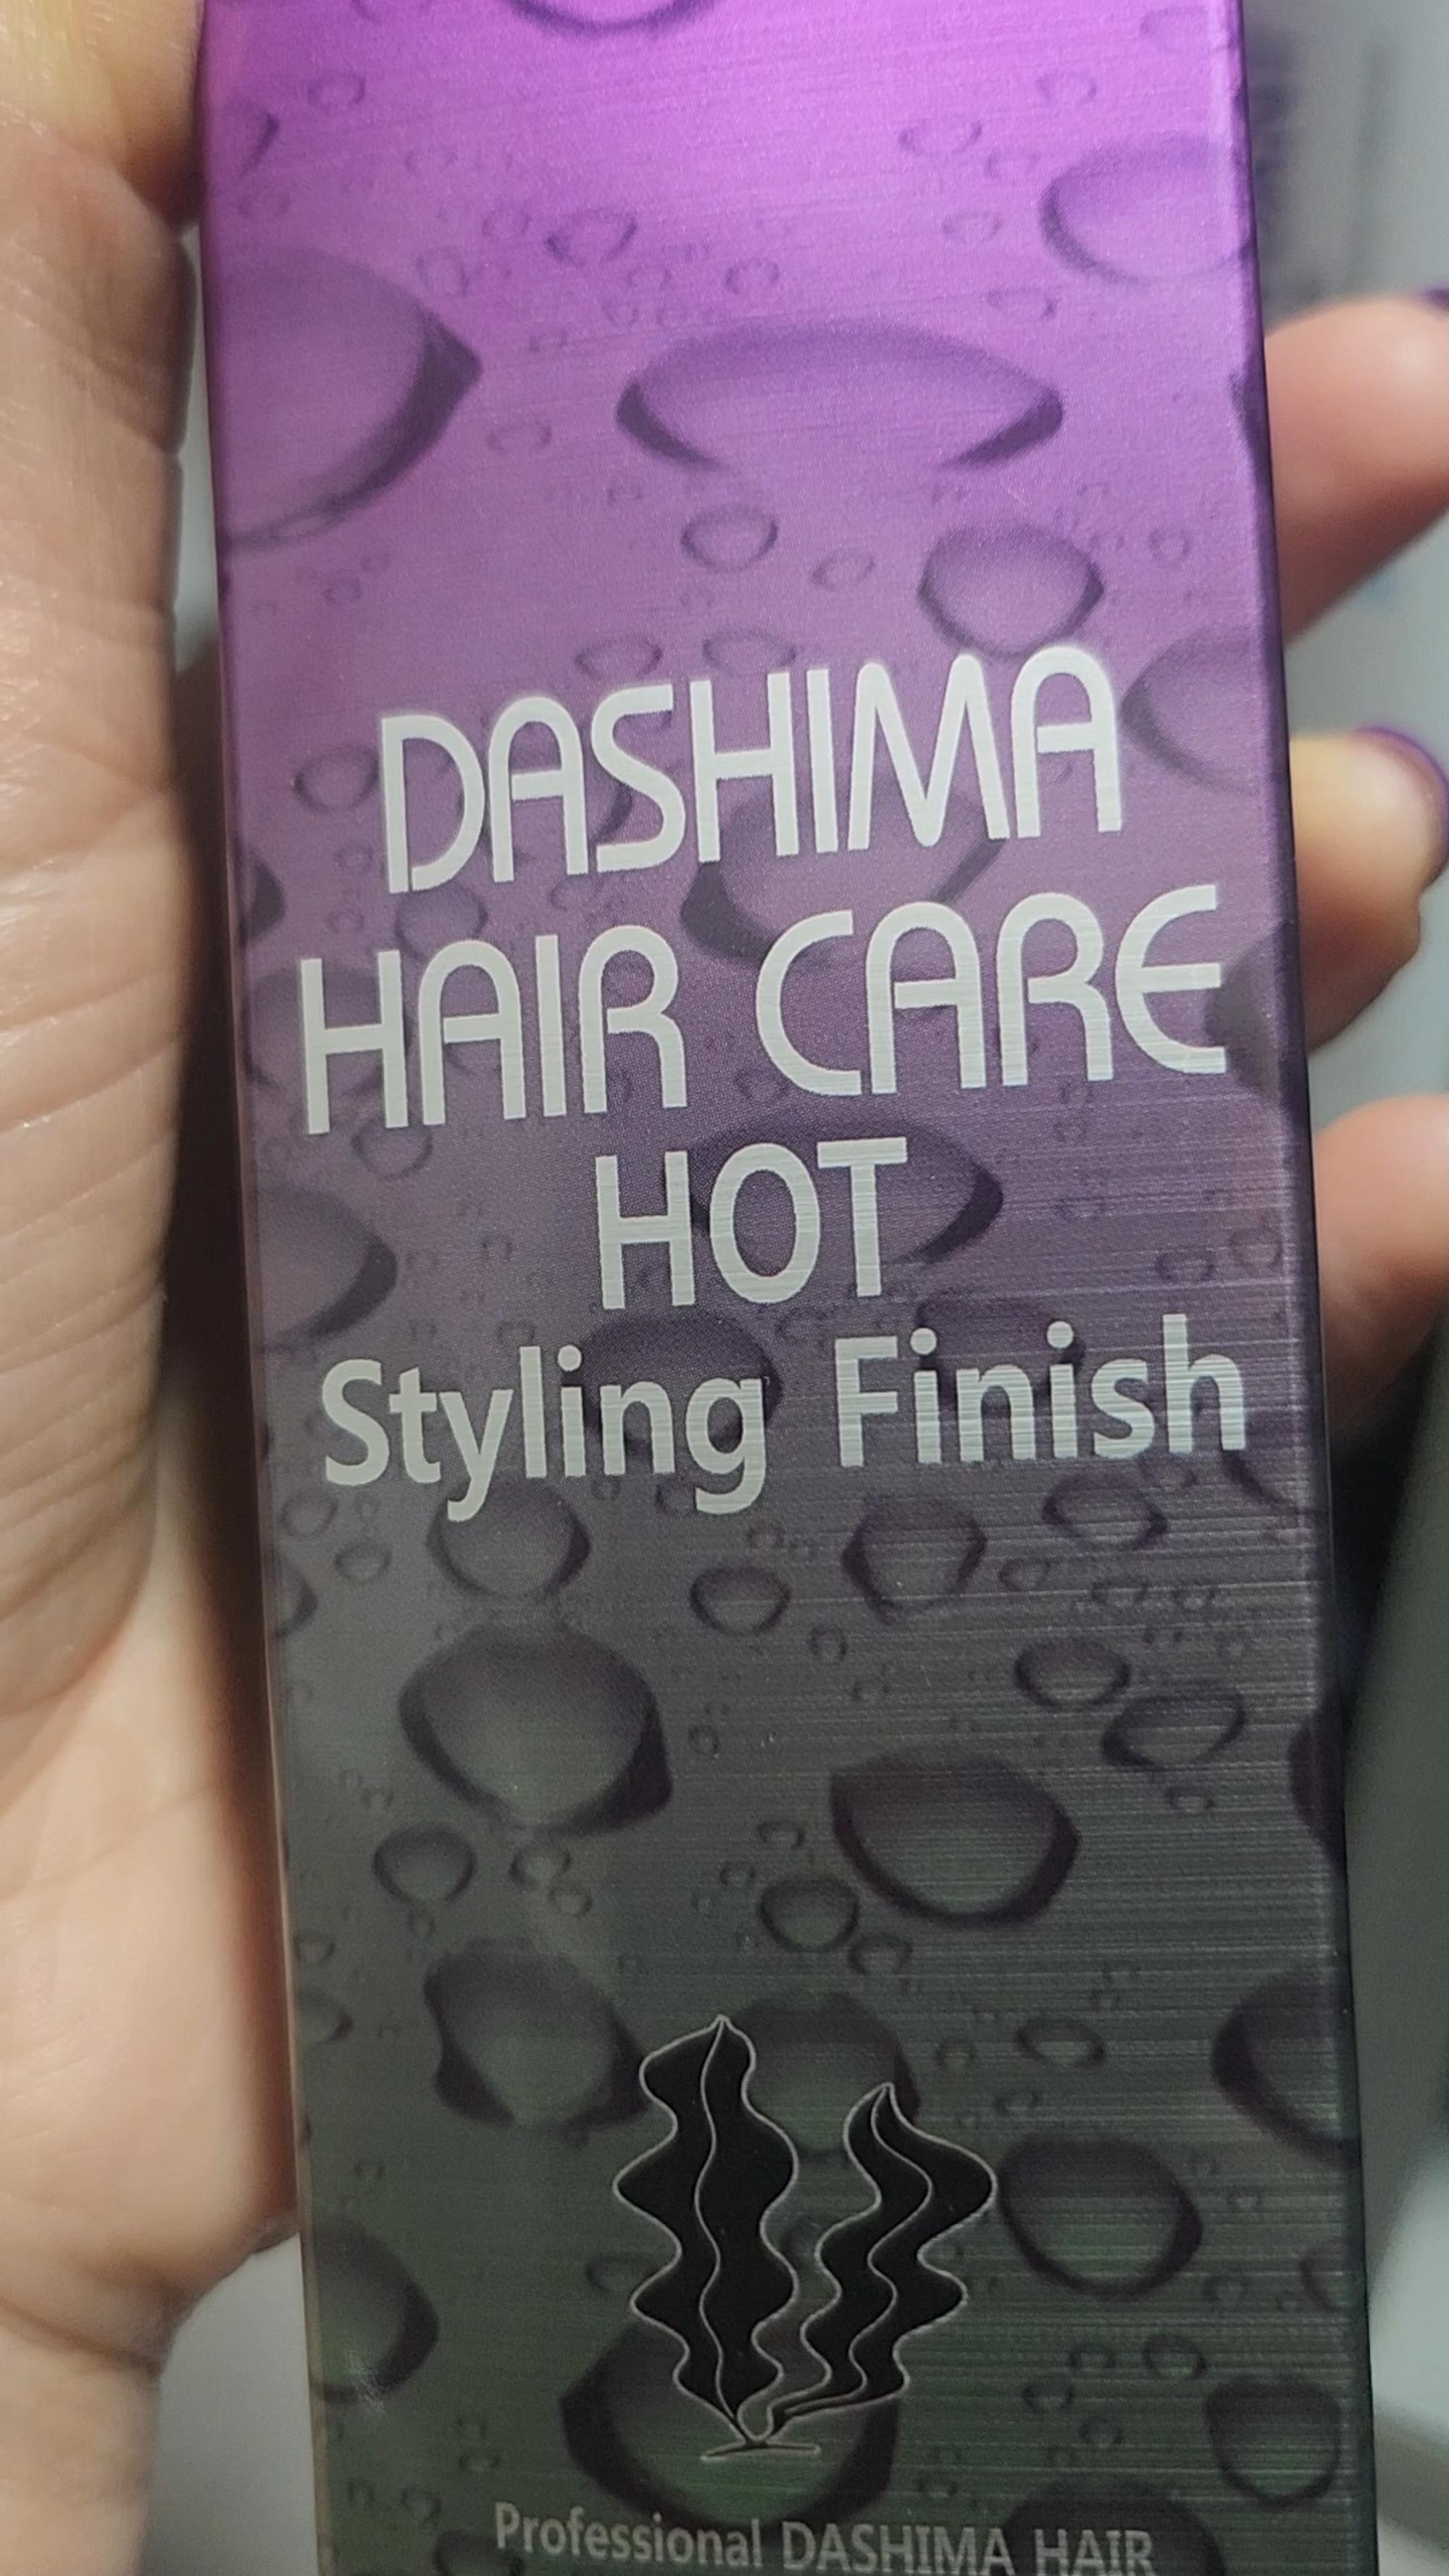 DASHIMA
HAIR CARE
HOT
Styling Finish
Professional DASHIMA HAIR